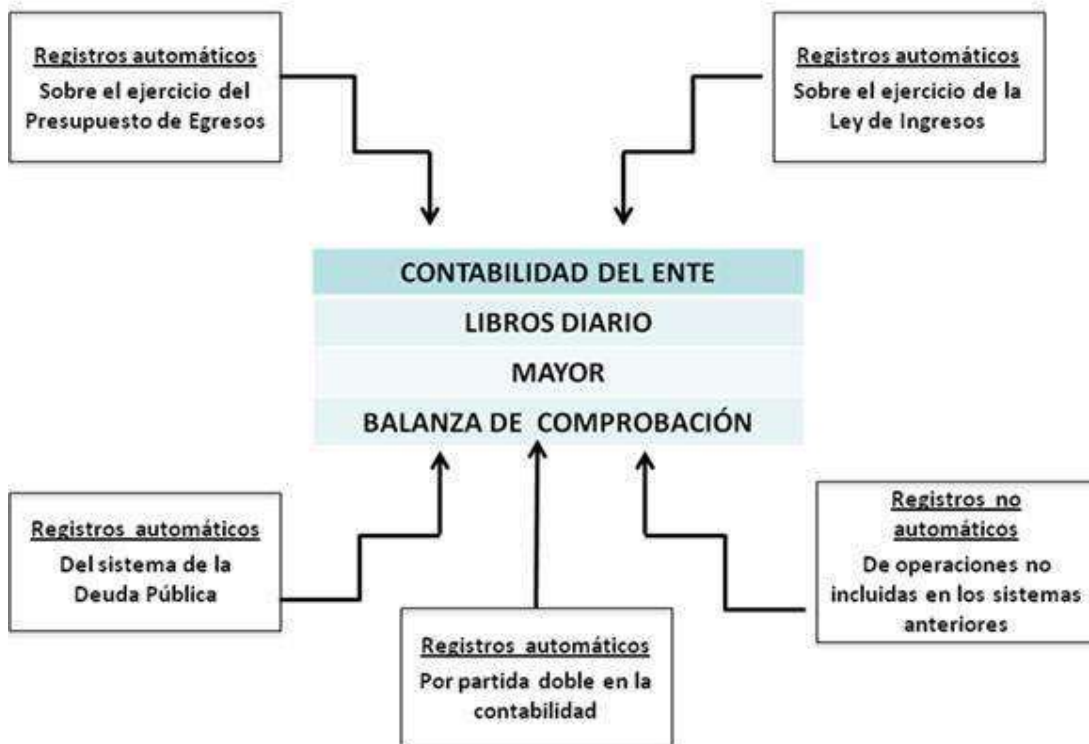 Registros automáticos
Sobre el ejercicio del
Presupuesto de Egresos
Registros automáticos
Sobre el ejercicio de la
Ley de Ingresos
CONTABILIDAD DEL ENTE
LIBROS DIARIO
MAYOR
BALANZA DE COMPROBACIÓN
Registros automáticos
Del sistema de la
Deuda Pública
Registros automáticos
Por partida doble en la
contabilidad
Registros no
automáticos
De operaciones no
incluidas en los sistemas
anteriores